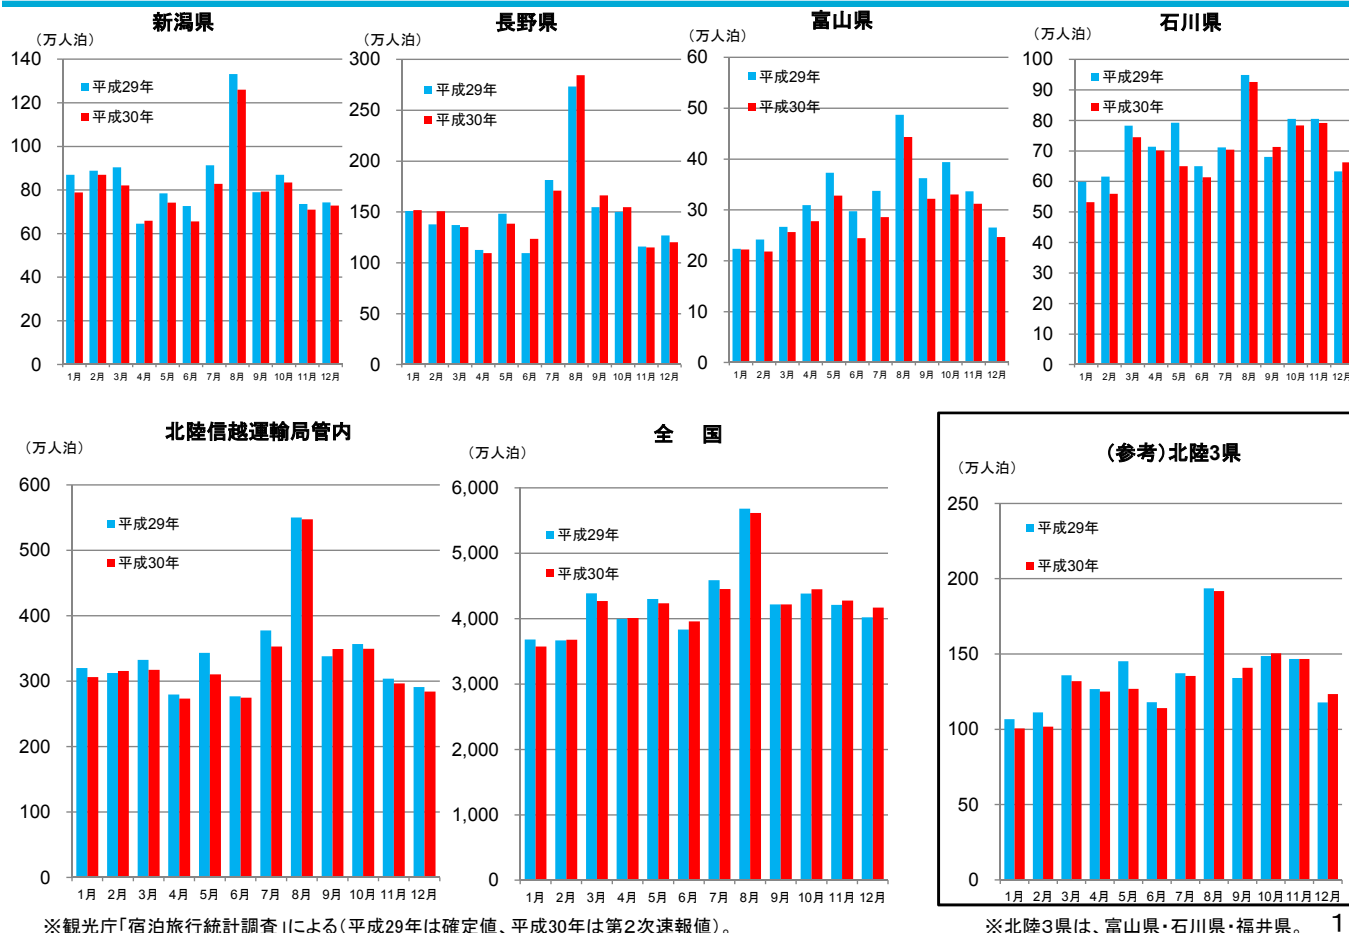 新潟県
（万人泊）
140
120
100
80
60
40
20
0
平成29年
平成30年
1月 2月 3月 4月 5月 6月 7月 8月 9月 10月 11月 12月
長野県
（万人泊）
300
250
200
150
100
50
0
平成29年
平成30年
1月 2月 3月 4月 5月 6月 7月 8月 9月 10月 11月 12月
富山県
（万人泊）
60
50
40
30
20
10
0
平成29年
平成30年
1月 2月 3月 4月 5月 6月 7月 8月 9月 10月 11月 12月
石川県
（万人泊）
100
90
80
70
60
50
40
30
20
10
0
平成29年
平成30年
1月 2月 3月 4月 5月 6月 7月 8月 9月 10月 11月 12月
北陸信越運輸局管内
（万人泊）
600
500
400
300
200
100
0
平成29年
平成30年
1月 2月 3月 4月 5月 6月 7月 8月 9月 10月 11月 12月
全 国
（万人泊）
6,000
5,000
4,000
3,000
2,000
1,000
0
平成29年
平成30年
1月 2月 3月 4月 5月 6月 7月 8月 9月 10月 11月 12月
（参考）北陸3県
（万人泊）
250
200
150
100
50
0
平成29年
平成30年
1月 2月 3月 4月 5月 6月 7月 8月 9月 10月 11月 12月
※観光庁「宿泊旅行統計調査」による（平成29年は確定値、平成30年は第２次速報値）。
※北陸３県は、富山県・石川県・福井県。
1